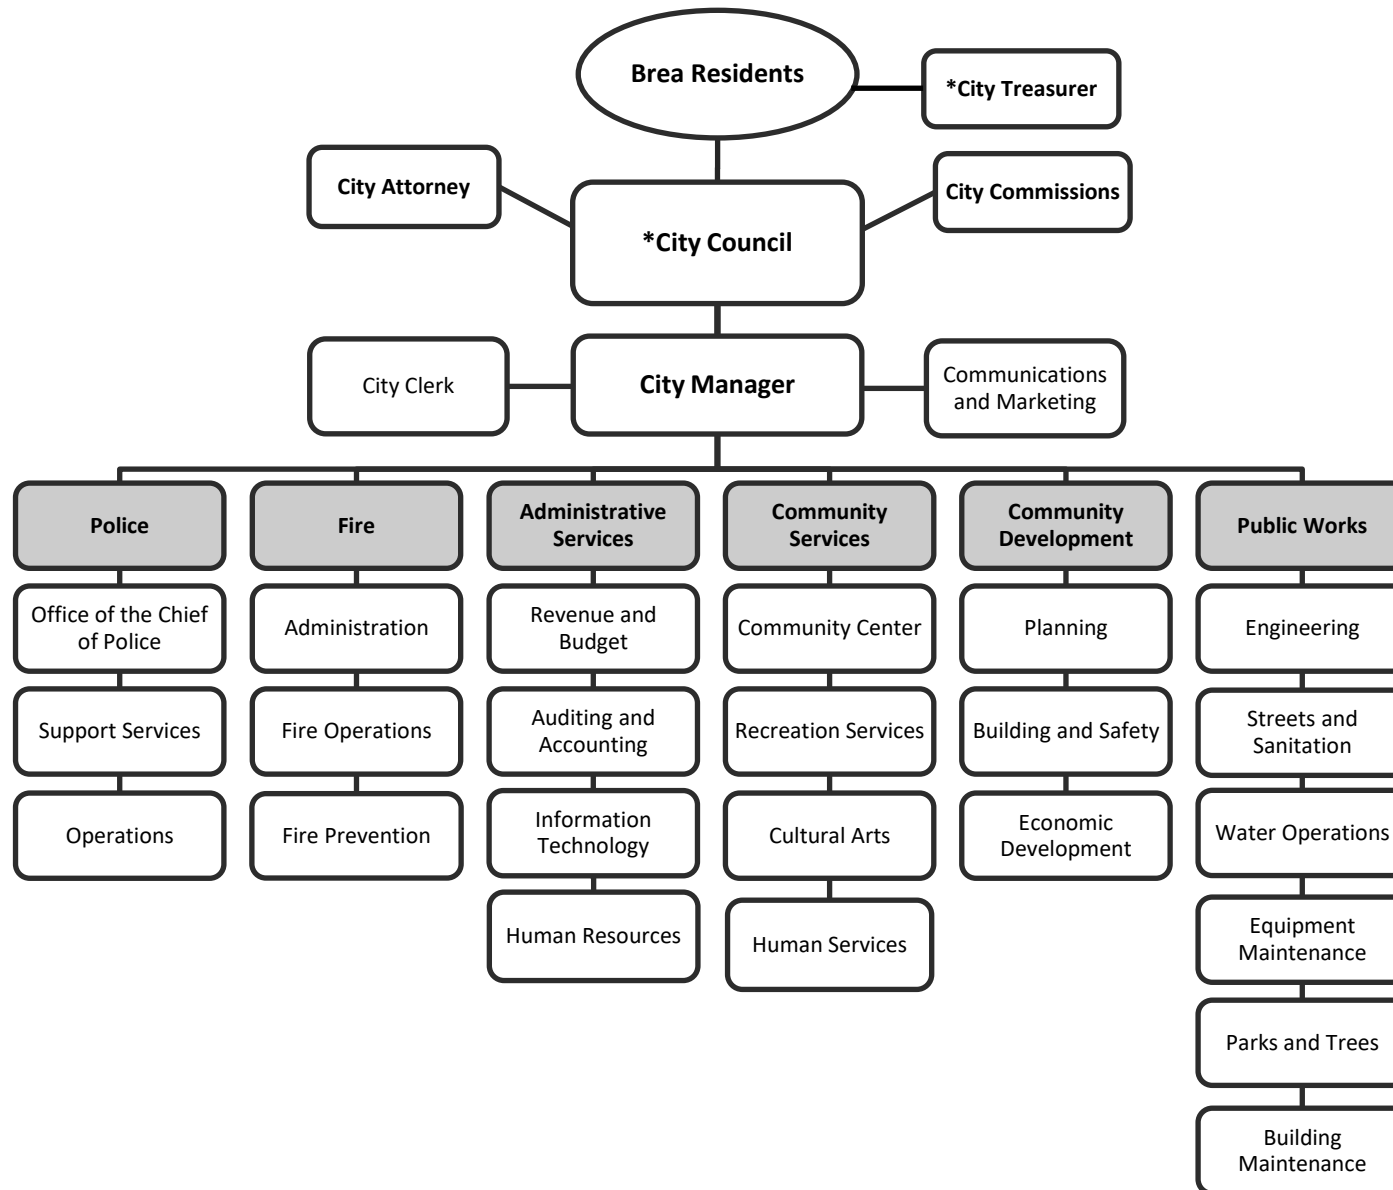 Brea Residents
*City Treasurer
City Attorney
*City Council
City Commissions
City Clerk
City Manager
Communications
and Marketing
Police
Fire
Administrative
Services
Community
Services
Community
Development
Public Works
Office of the Chief
of Police
Administration
Revenue and
Budget
Community Center
Planning
Engineering
Support Services
Fire Operations
Auditing and
Accounting
Recreation Services
Building and Safety
Streets and
Sanitation
Operations
Fire Prevention
Information
Technology
Cultural Arts
Economic
Development
Water Operations
Human Resources
Human Services
Equipment
Maintenance
Parks and Trees
Building
Maintenance